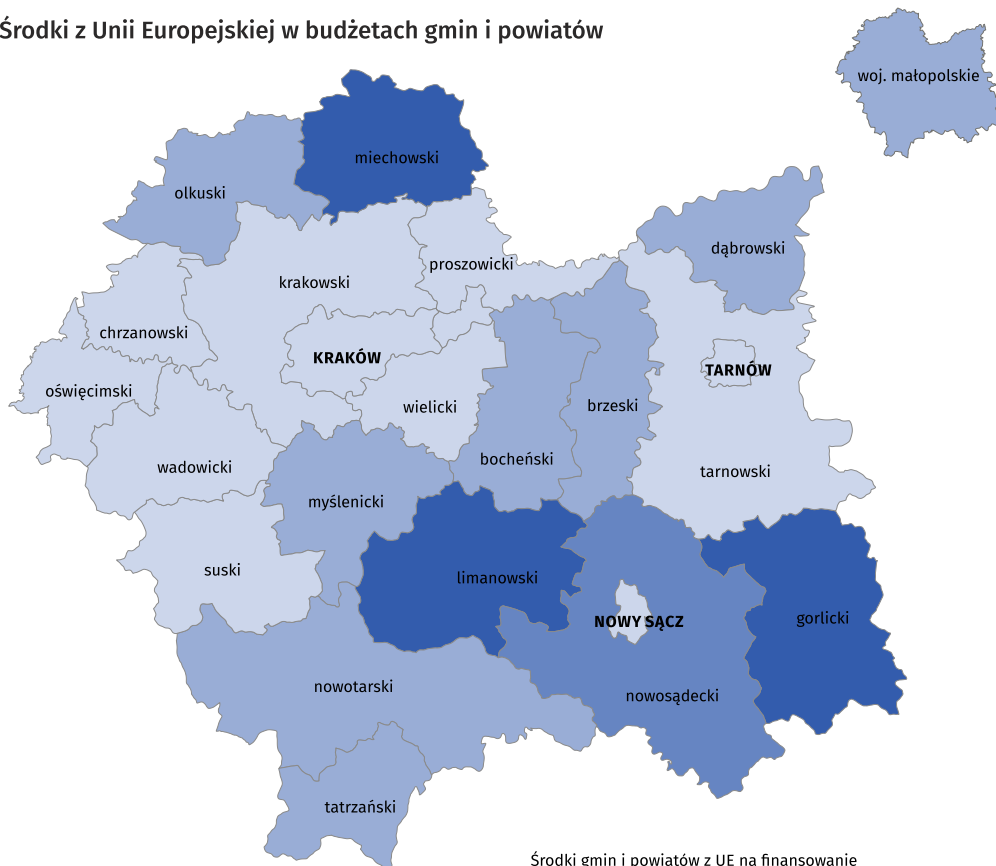 Środki z Unii Europejskiej w budżetach gmin i powiatów
woj. małopolskie
miechowski
olkuski
dąbrowski
proszowicki
krakowski
chrzanowski
KRAKÓW
TARNÓW
oświęcimski
wielicki
brzeski
bocheński
wadowicki
tarnowski
myślenicki
suski
limanowski
NOWY SĄCZ
gorlicki
nowotarski
nowosądecki
tatrzański
Środki gmin i powiatów z UE na finansowanie